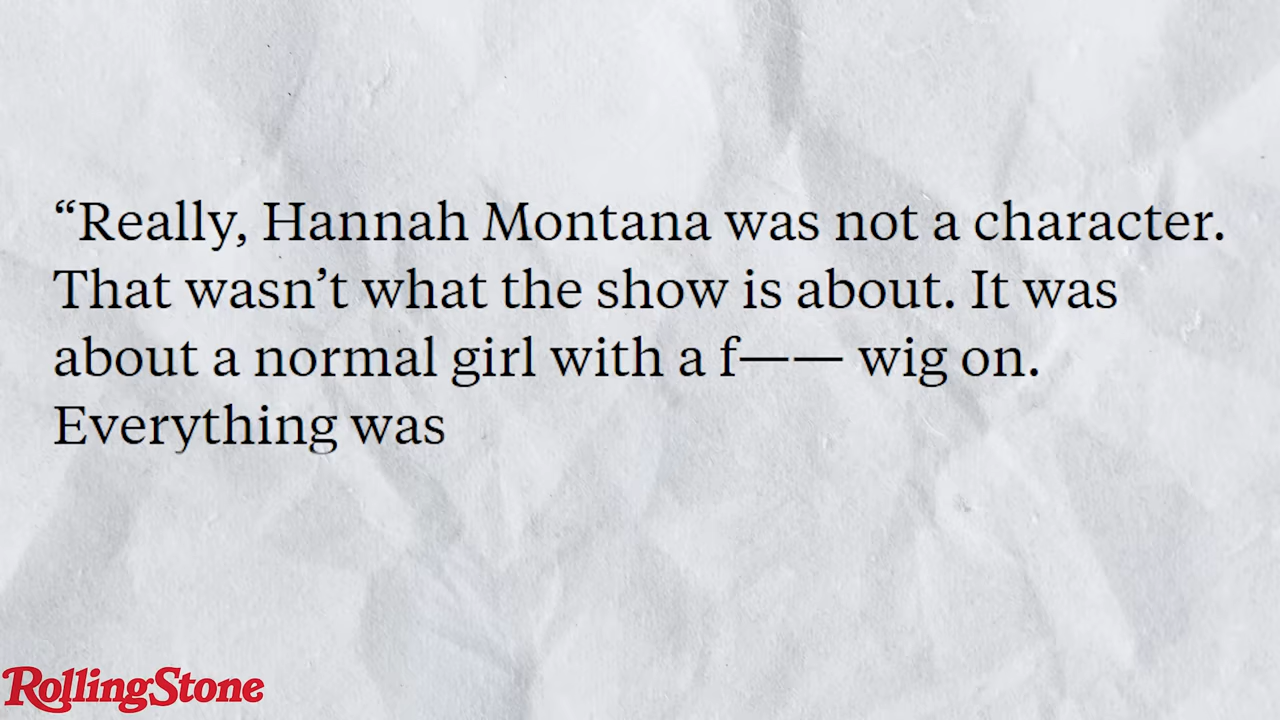 “Really, Hannah Montana was not a character.
That wasn’t what the show is about. It was
about a normal girl with a f—— wig on.
Everything was
RollingStone